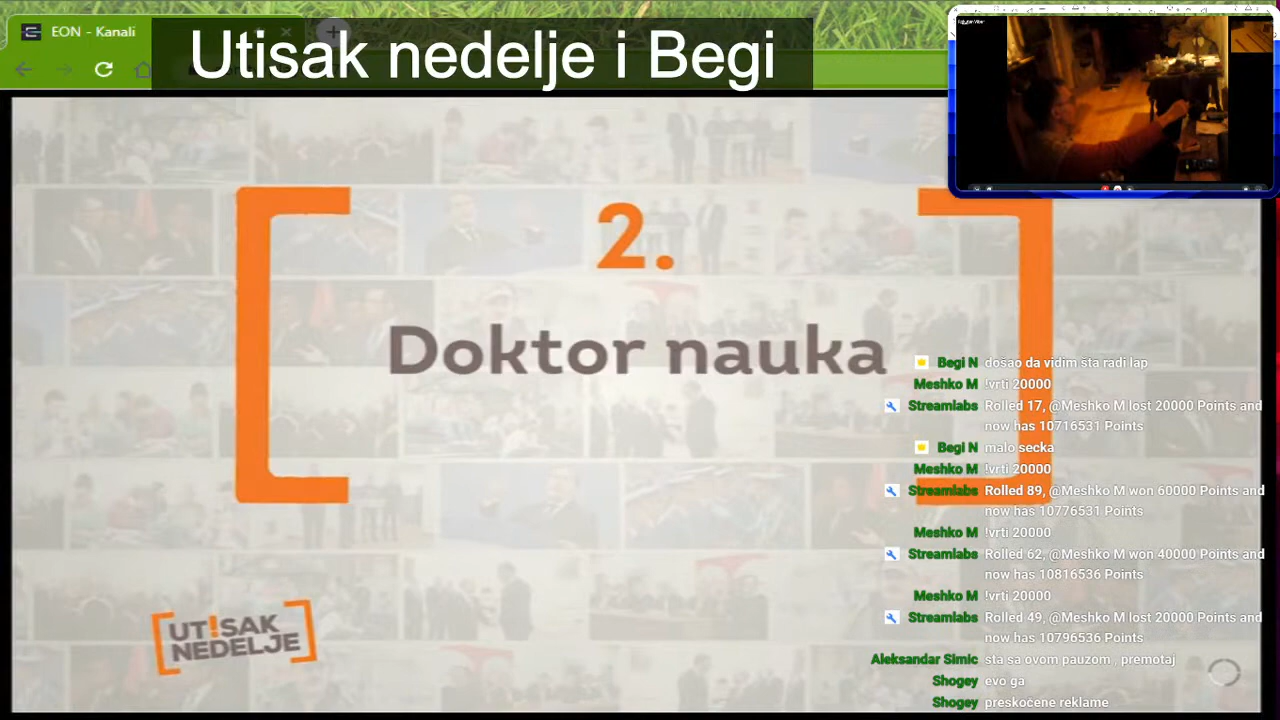 EON - Kanali
Utisak nedelje i Begi
2.
Doktor nauka
UT!SAK
NEDELJE
Begi N došao da vidim šta radi lap
Meshko M !vrti 20000
Streamlabs Rolled 17, @Meshko M lost 20000 Points and
now has 10716531 Points
Begi N malo secka
Meshko M !vrti 20000
Streamlabs Rolled 89, @Meshko M won 60000 Points and
now has 10776531 Points
Meshko M !vrti 20000
Streamlabs Rolled 62, @Meshko M won 40000 Points and
now has 10816536 Points
Meshko M !vrti 20000
Streamlabs Rolled 49, @Meshko M lost 20000 Points and
now has 10796536 Points
Aleksandar Simic sta sa ovom pauzom , premotaj
Shogey evo ga
Shogey preskočene reklame